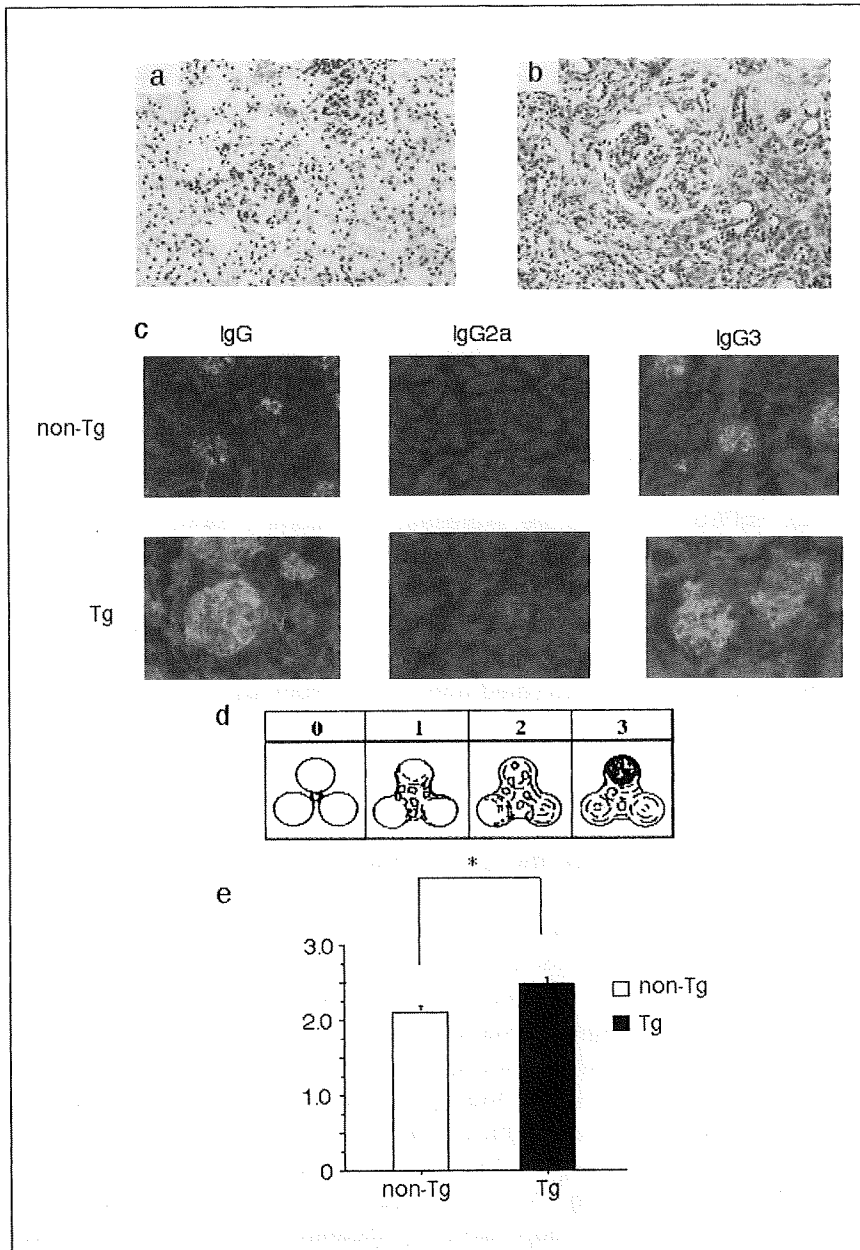 a b
c IgG IgG2a IgG3
non-Tg
Tg
d
0 1 2 3
*
e
3.0
2.0
1.0
0
non-Tg
Tg
non-Tg Tg